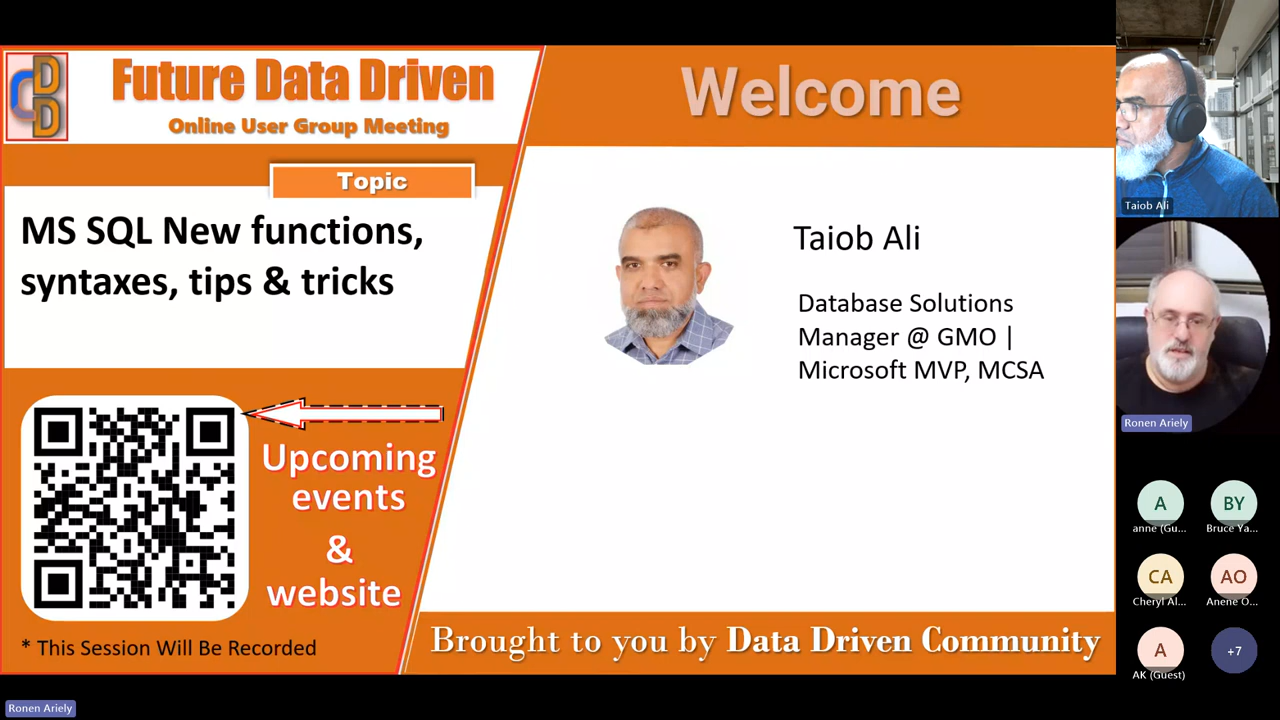 Future Data Driven
Online User Group Meeting
Topic
MS SQL New functions,
syntaxes, tips & tricks
Upcoming
events
&
website
* This Session Will Be Recorded
Welcome
Taiob Ali
Database Solutions
Manager @ GMO |
Microsoft MVP, MCSA
Brought to you by Data Driven Community
Taiob Ali
Ronen Ariely
A
anne (Gu...
BY
Bruce Ya...
CA
Cheryl Al...
AO
Anene O...
A
AK (Guest)
+7
Ronen Ariely